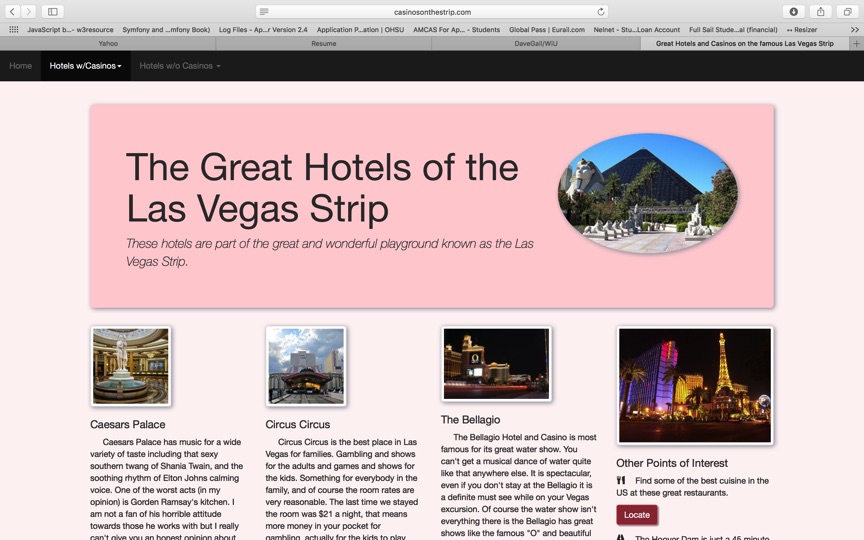 casinosonthestrip.com
JavaScript b...- w3resource Symfony and ...mfony Book) Log Files - Ap...r Version 2.4 Application P...ation | OHSU AMCAS For Ap... - Students Global Pass | Eurail.com Nelnet - Stu...Loan Account Full Sail Stude...al (financial) ↔ Resizer
Yahoo Resume DaveGall/WiU Great Hotels and Casinos on the famous Las Vegas Strip
Home Hotels w/Casinos Hotels w/o Casinos
The Great Hotels of the
Las Vegas Strip
These hotels are part of the great and wonderful playground known as the Las
Vegas Strip.
Caesars Palace
Caesars Palace has music for a wide
variety of taste including that sexy
southern twang of Shania Twain, and the
soothing rhythm of Elton Johns calming
voice. One of the worst acts (in my
opinion) is Gordon Ramsay's kitchen. I
am not a fan of his horrible attitude
towards those he works with but I really
can't give you an honest opinion about
Circus Circus
Circus Circus is the best place in Las
Vegas for families. Gambling and shows
for the adults and games and shows for
the kids. Something for everybody in the
family, and of course the room rates are
very reasonable. The last time we stayed
the room was $21 a night, that means
more money in your pocket for
gambling, actually for the kids to play
The Bellagio
The Bellagio Hotel and Casino is most
famous for its great water show. You
can't get a musical dance of water quite
like that anywhere else. It is spectacular,
even if you don't stay at the Bellagio it is
a definite must see while on your Vegas
excursion. Of course the water show isn't
everything there is the Bellagio has great
shows like the famous "O" and beautiful
Other Points of Interest
Find some of the best cuisine in the
US at these great restaurants.
Locate
The Hoover Dam is just a 45 minute